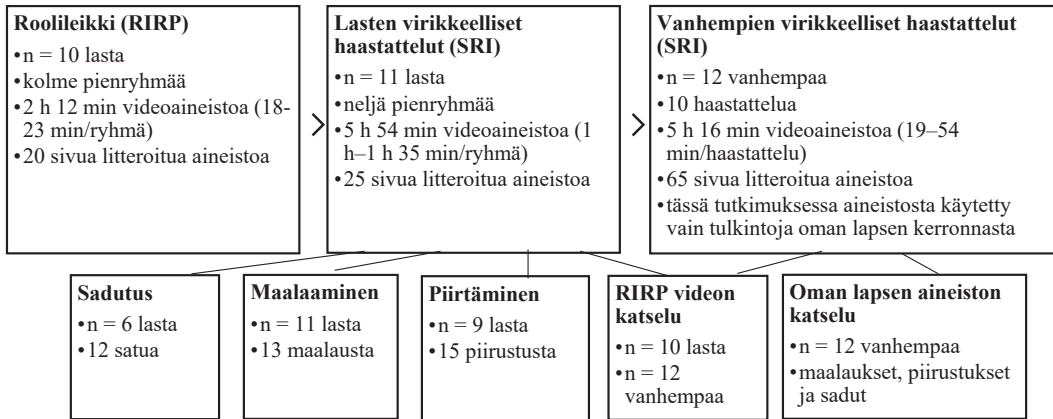 Roolileikki (RIRP)
•n = 10 lasta
•kolme pienryhmää
•2 h 12 min videoaineistoa (18-
23 min/ryhmä)
•20 sivua litteroitua aineistoa
>
Lasten virikkeelliset
haastattelut (SRI)
•n = 11 lasta
•neljä pienryhmää
•5 h 54 min videoaineistoa (1
h–1 h 35 min/ryhmä)
•25 sivua litteroitua aineistoa
>
Vanhempien virikkeelliset haastattelut
(SRI)
•n = 12 vanhempaa
•10 haastattelua
•5 h 16 min videoaineistoa (19–54
min/haastattelu)
•65 sivua litteroitua aineistoa
•tässä tutkimuksessa aineistosta käytetty
vain tulkintoja oman lapsen kerronnasta
Sadutus
•n = 6 lasta
•12 satua
Maalaaminen
•n = 11 lasta
•13 maalausta
Piirtäminen
•n = 9 lasta
•15 piirustusta
RIRP videon
katselu
•n = 10 lasta
•n = 12
vanhempaa
Oman lapsen aineiston
katselu
•n = 12 vanhempaa
•maalaukset, piirustukset
ja sadut